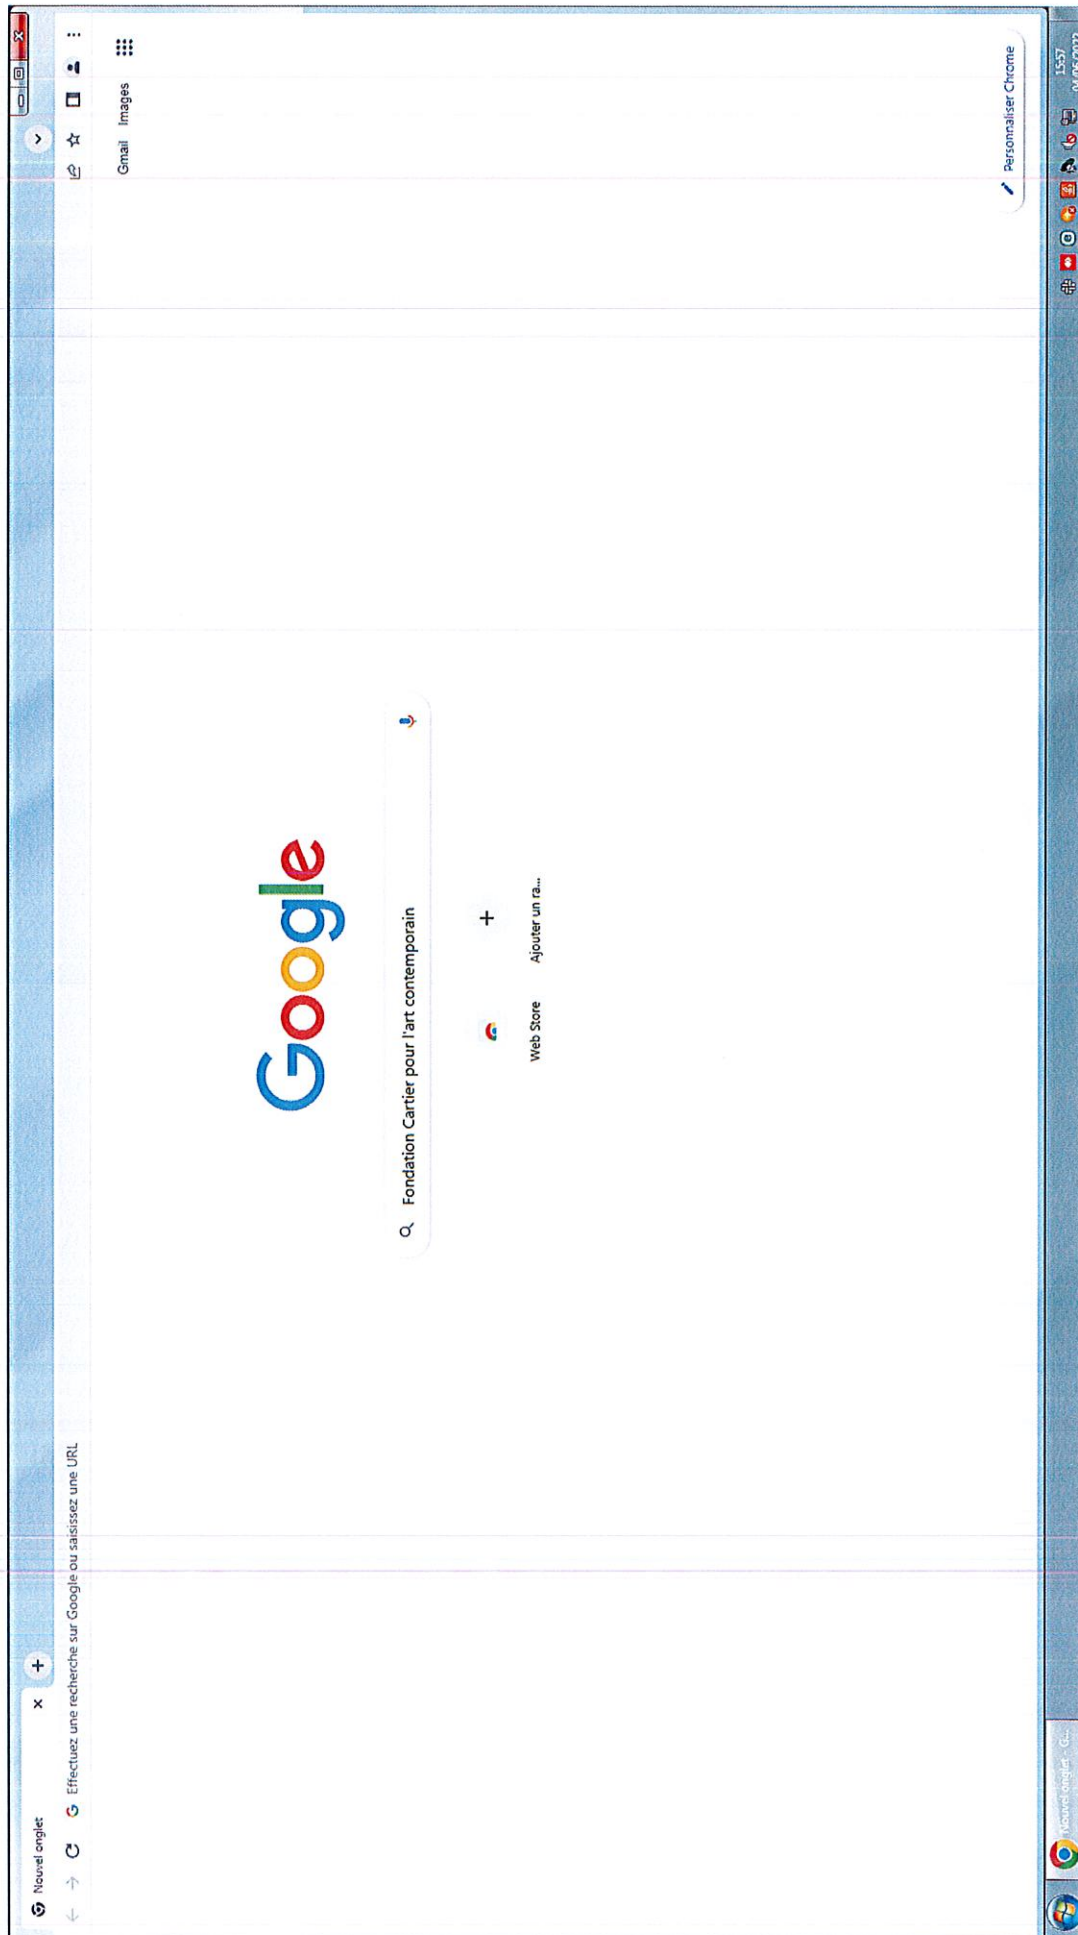 Nouvel onglet
Effectuez une recherche sur Google ou saisissez une URL
Gmail Images
Google
Fondation Cartier pour l'art contemporain
Web Store Ajouter un ra...
Personnaliser Chrome
Nouvel onglet - G...
15:57